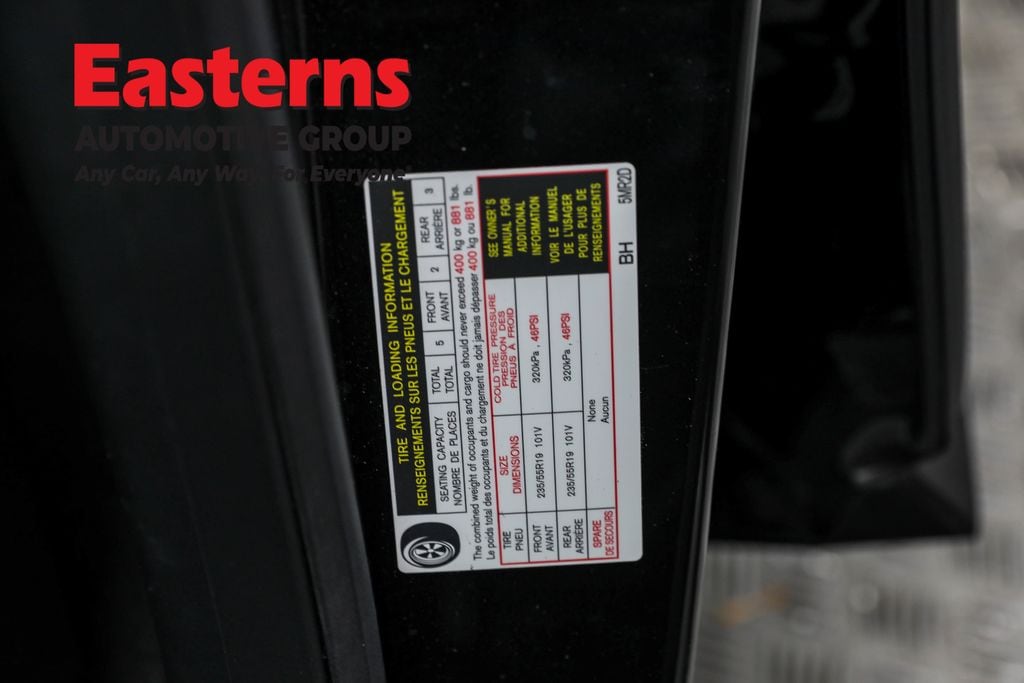 Easterns
AUTOMOTIVE GROUP
Any Car, Any Way, For Everyone
TIRE AND LOADING INFORMATION
RENSEIGNEMENTS SUR LES PNEUS ET LE CHARGEMENT
SEATING CAPACITY TOTAL 5 FRONT 2 REAR 3
NOMBRE DE PLACES TOTAL AVANT ARRIÈRE
The combined weight of occupants and cargo should never exceed 400 kg or 881 lbs.
Le poids total des occupants et du chargement ne doit jamais dépasser 400 kg ou 881 lb.
TIRE SIZE COLD TIRE PRESSURE
PNEU DIMENSIONS PRESSION DES
PNEUS À FROID
FRONT 235/55R19 101V 320kPa , 46PSI
AVANT
REAR 235/55R19 101V 320kPa , 46PSI
ARRIÈRE
SPARE None
DE SECOURS Aucun
SEE OWNER'S
MANUAL FOR
ADDITIONAL
INFORMATION
VOIR LE MANUEL
DE L'USAGER
POUR PLUS DE
RENSEIGNEMENTS
BH 5MR2D